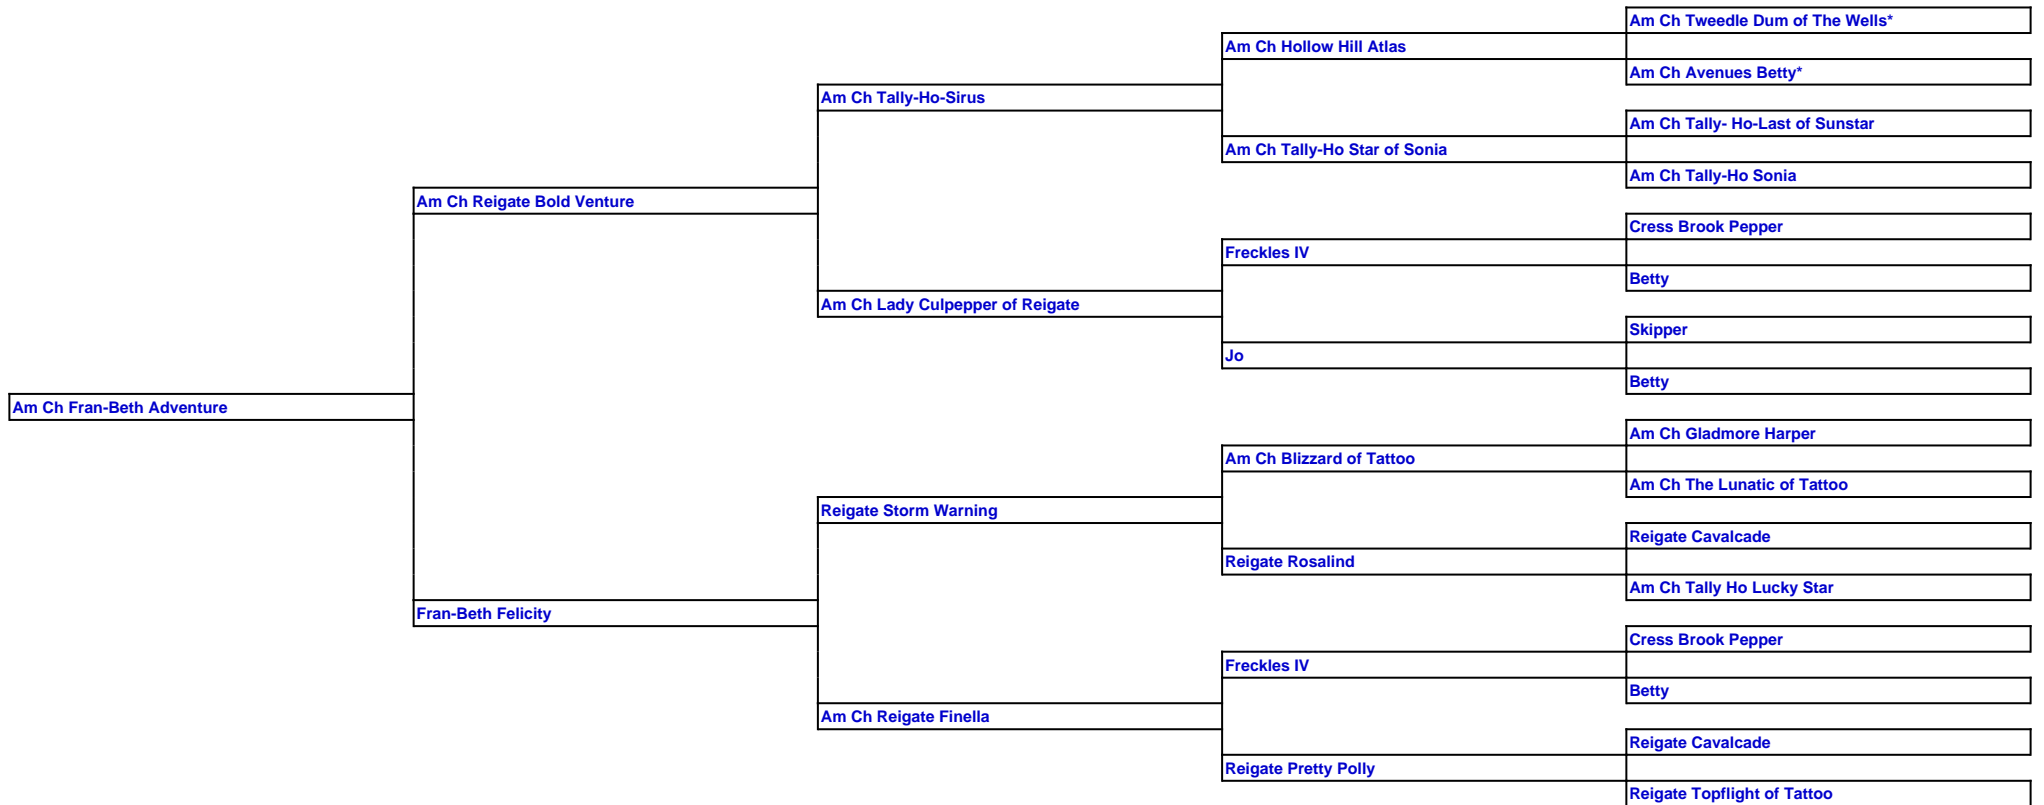 Am Ch Tweedle Dum of The Wells*
Am Ch Hollow Hill Atlas
Am Ch Avenues Betty*
Am Ch Tally-Ho-Sirus
Am Ch Tally- Ho-Last of Sunstar
Am Ch Tally-Ho Star of Sonia
Am Ch Tally-Ho Sonia
Am Ch Reigate Bold Venture
Cress Brook Pepper
Freckles IV
Betty
Am Ch Lady Culpepper of Reigate
Skipper
Jo
Betty
Am Ch Fran-Beth Adventure
Am Ch Gladmore Harper
Am Ch Blizzard of Tattoo
Am Ch The Lunatic of Tattoo
Reigate Storm Warning
Reigate Cavalcade
Reigate Rosalind
Am Ch Tally Ho Lucky Star
Fran-Beth Felicity
Cress Brook Pepper
Freckles IV
Betty
Am Ch Reigate Finella
Reigate Cavalcade
Reigate Pretty Polly
Reigate Topflight of Tattoo